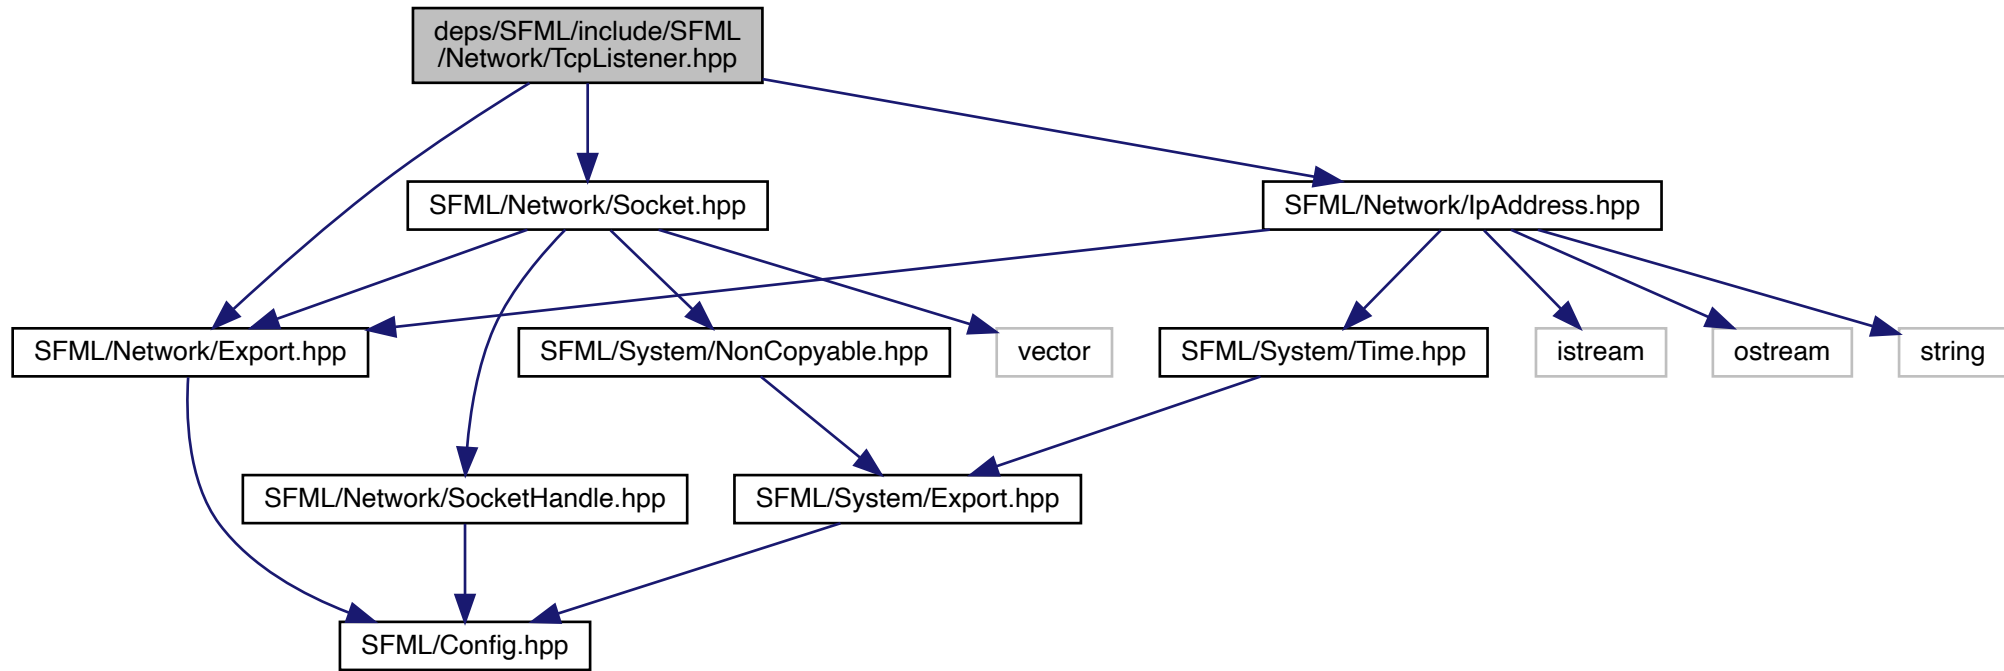 deps/SFML/include/SFML
/Network/TcpListener.hpp
SFML/Network/Socket.hpp
SFML/Network/IpAddress.hpp
SFML/Network/Export.hpp
SFML/System/NonCopyable.hpp
vector
SFML/System/Time.hpp
istream
ostream
string
SFML/Network/SocketHandle.hpp
SFML/System/Export.hpp
SFML/Config.hpp